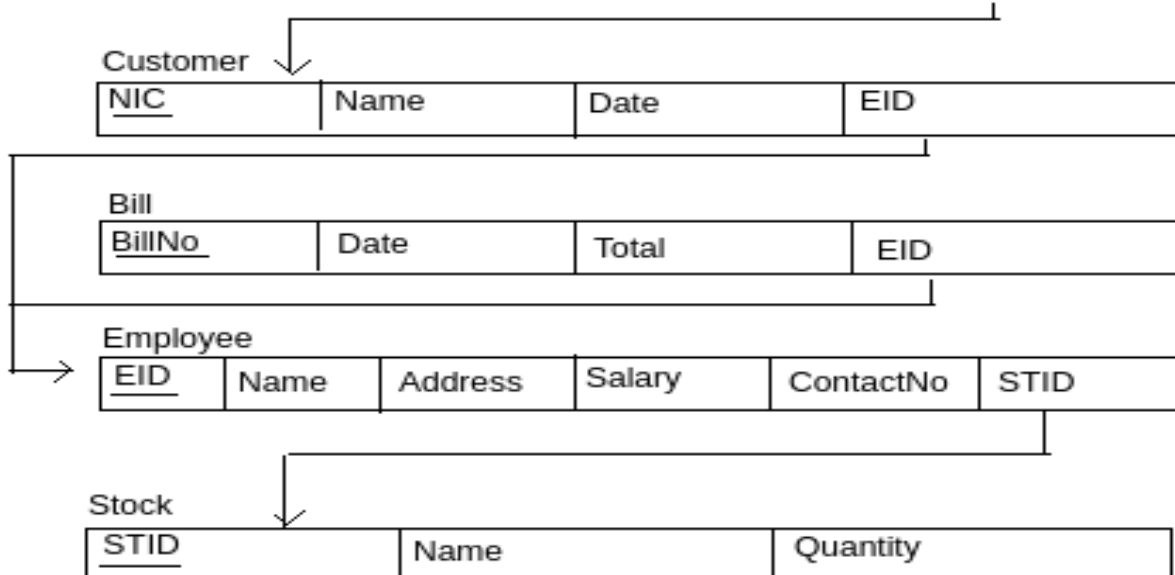 Customer
NIC Name Date EID
Bill
BillNo Date Total EID
Employee
EID Name Address Salary ContactNo STID
Stock
STID Name Quantity